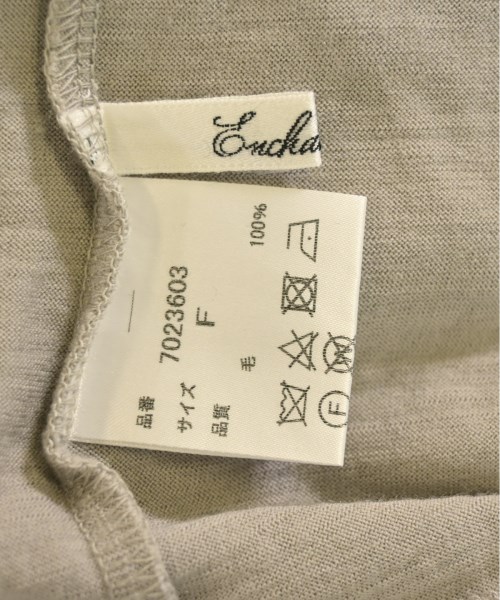 Encha
品番 7023603
サイズ F
品質 毛 100%
W
F